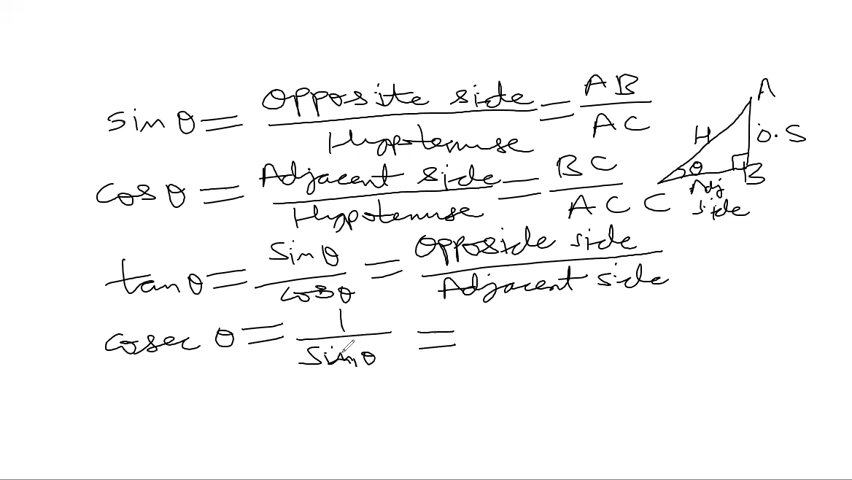 sin θ = Opposite side / Hypotenuse = AB / AC
cos θ = Adjacent side / Hypotenuse = BC / AC
tan θ = sin θ / cos θ = Opposide side / Adjacent side
cosec θ = 1 / sin θ =
A
H
O.S
θ
B
C
Adj
side